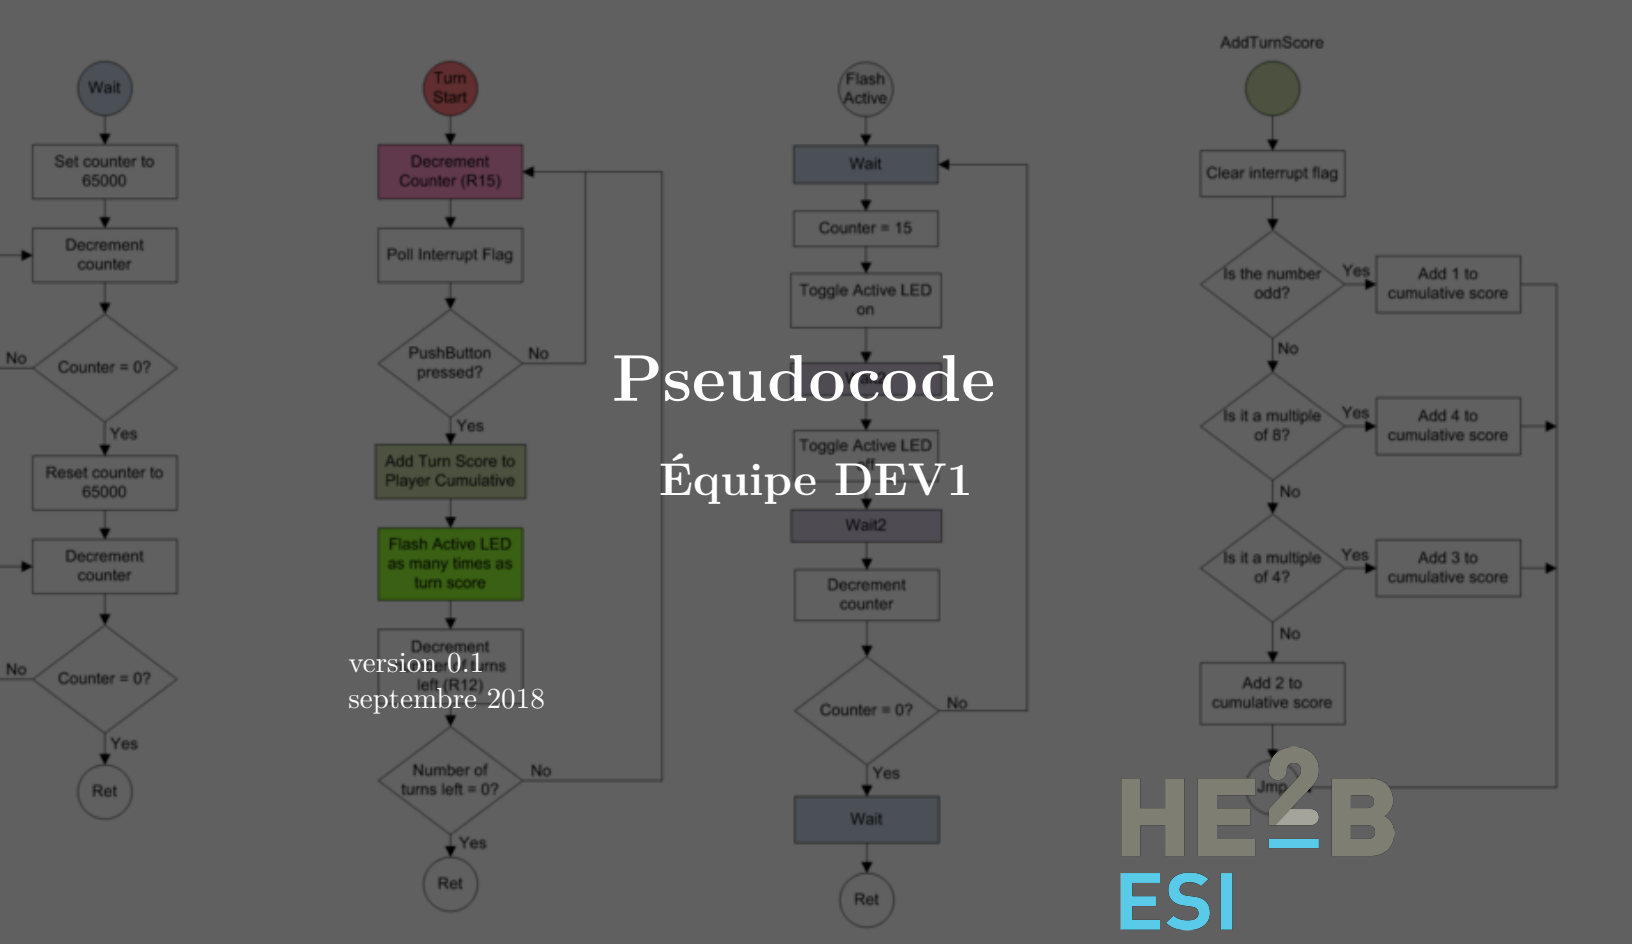 Wait
Set counter to
65000
Decrement
counter
Counter = 0?
No
Yes
Reset counter to
65000
Decrement
counter
Counter = 0?
No
Yes
Ret
Turn
Start
Decrement
Counter (R15)
Poll Interrupt Flag
PushButton
pressed?
No
Yes
Add Turn Score to
Player Cumulative
Flash Active LED
as many times as
turn score
Decrement
turns
left (R12)
Number of
turns left = 0?
No
Yes
Ret
Flash
Active
Wait
Counter = 15
Toggle Active LED
on
Toggle Active LED
off
Wait2
Decrement
counter
Counter = 0?
No
Yes
Wait
Ret
AddTurnScore
Clear interrupt flag
Is the number
odd?
Yes
Add 1 to
cumulative score
No
Is it a multiple
of 8?
Yes
Add 4 to
cumulative score
No
Is it a multiple
of 4?
Yes
Add 3 to
cumulative score
No
Add 2 to
cumulative score
Jmp
Pseudocode
Équipe DEV1
version 0.1
septembre 2018
HE2B
ESI